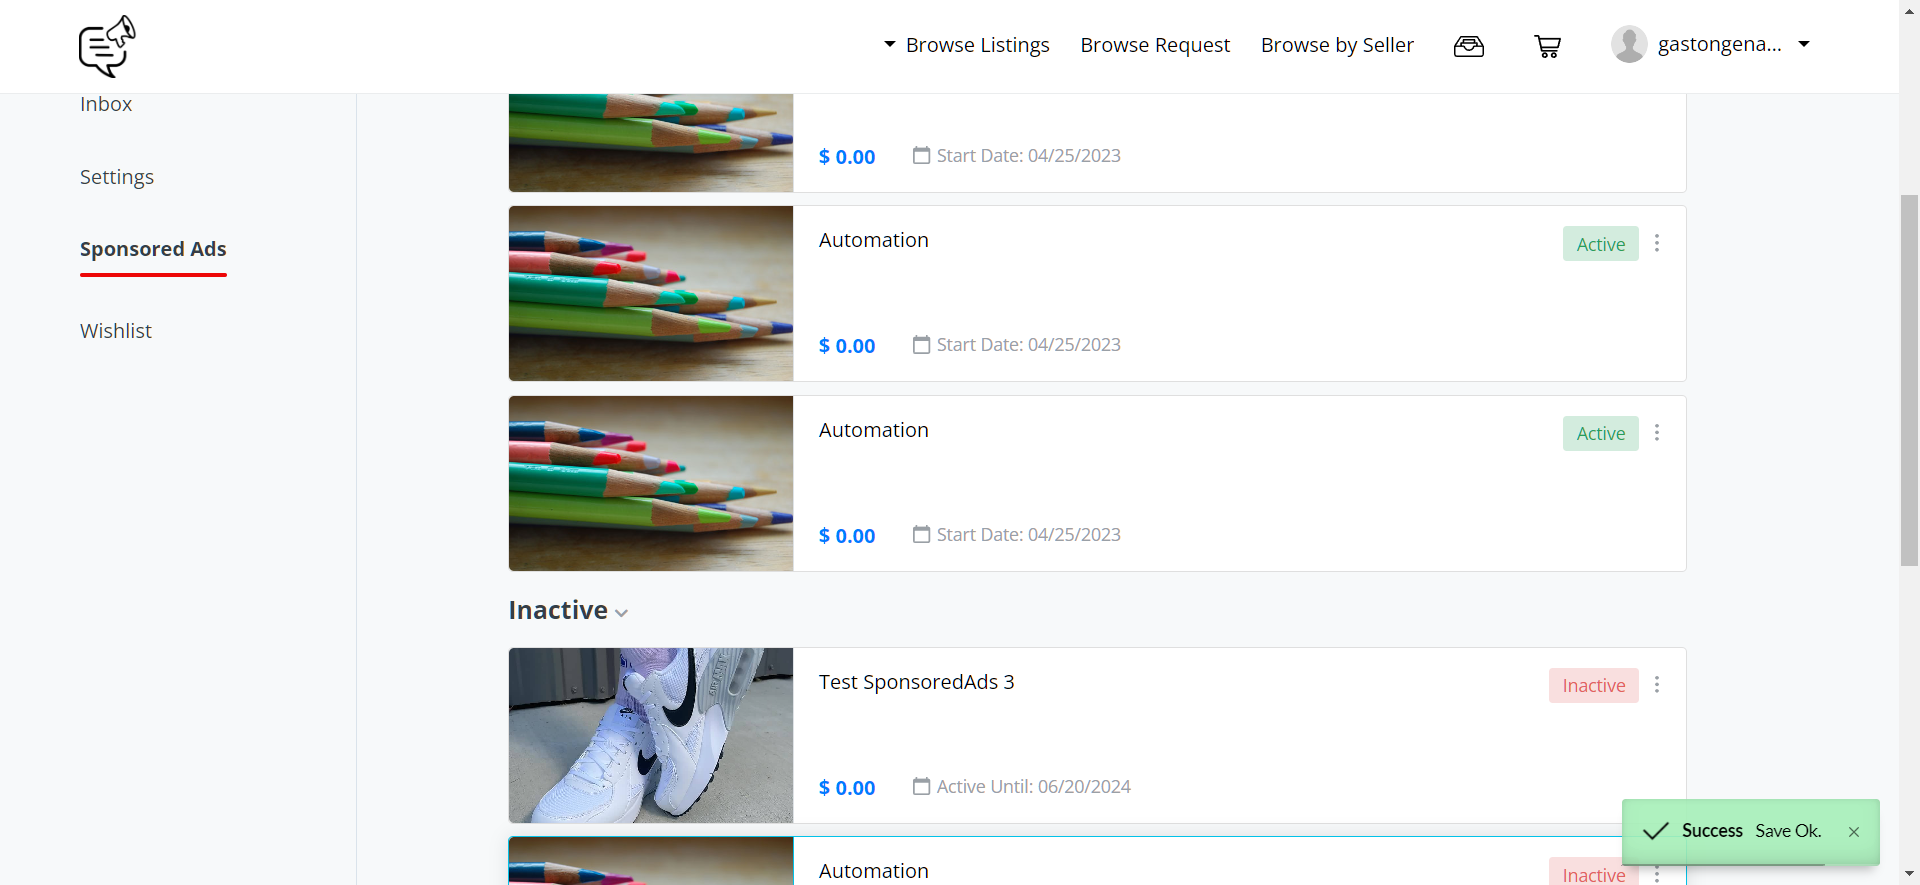 Browse Listings
Browse Request
Browse by Seller
gastongena...
Inbox
Settings
Sponsored Ads
Wishlist
$ 0.00
Start Date: 04/25/2023
Automation
Active
$ 0.00
Start Date: 04/25/2023
Automation
Active
$ 0.00
Start Date: 04/25/2023
Inactive
Test SponsoredAds 3
Inactive
$ 0.00
Active Until: 06/20/2024
Automation
Inactive
Success Save Ok.